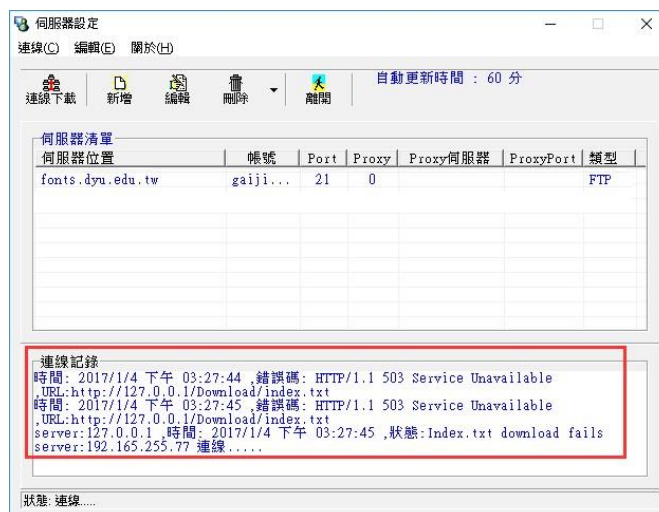 伺服器設定
連線(C) 編輯(E) 關於(H)
連線下載 新增 編輯 刪除 離開 自動更新時間 : 60 分
伺服器清單
伺服器位置 帳號 Port Proxy Proxy伺服器 ProxyPort 類型
fonts.dyu.edu.tw gaiji... 21 0 FTP
連線記錄
時間: 2017/1/4 下午 03:27:44 ,錯誤碼: HTTP/1.1 503 Service Unavailable
,URL:http://127.0.0.1/Download/index.txt
時間: 2017/1/4 下午 03:27:45 ,錯誤碼: HTTP/1.1 503 Service Unavailable
,URL:http://127.0.0.1/Download/index.txt
server:127.0.0.1 ,時間: 2017/1/4 下午 03:27:45 ,狀態:Index.txt download fails
server:192.165.255.77 連線.....
狀態: 連線.....